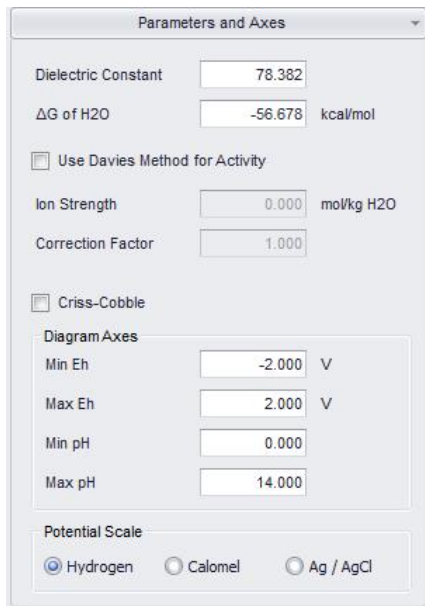 Parameters and Axes
Dielectric Constant 78.382
ΔG of H2O -56.678 kcal/mol
Use Davies Method for Activity
Ion Strength 0.000 mol/kg H2O
Correction Factor 1.000
Criss-Cobble
Diagram Axes
Min Eh -2.000 V
Max Eh 2.000 V
Min pH 0.000
Max pH 14.000
Potential Scale
Hydrogen Calomel Ag / AgCl